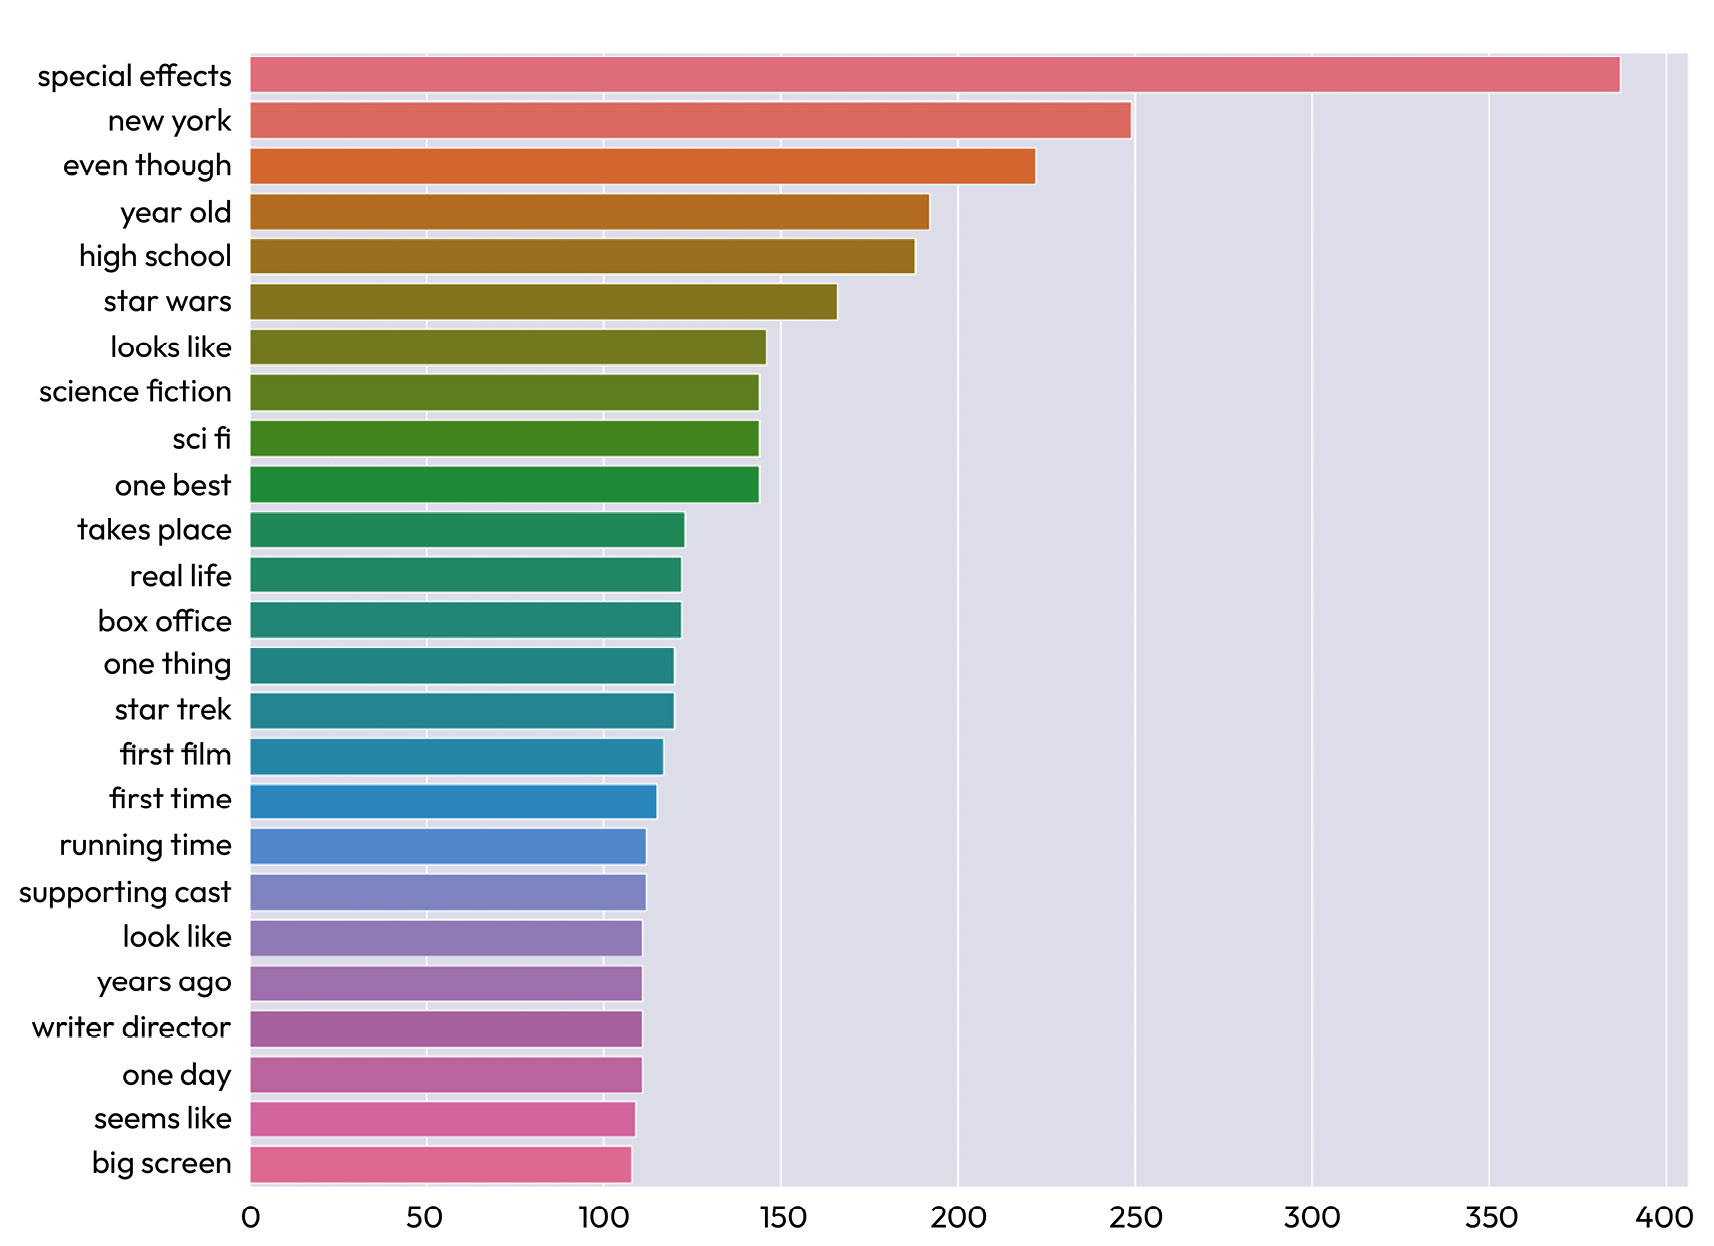 special effects
new york
even though
year old
high school
star wars
looks like
science fiction
sci fi
one best
takes place
real life
box office
one thing
star trek
first film
first time
running time
supporting cast
look like
years ago
writer director
one day
seems like
big screen
0 50 100 150 200 250 300 350 400